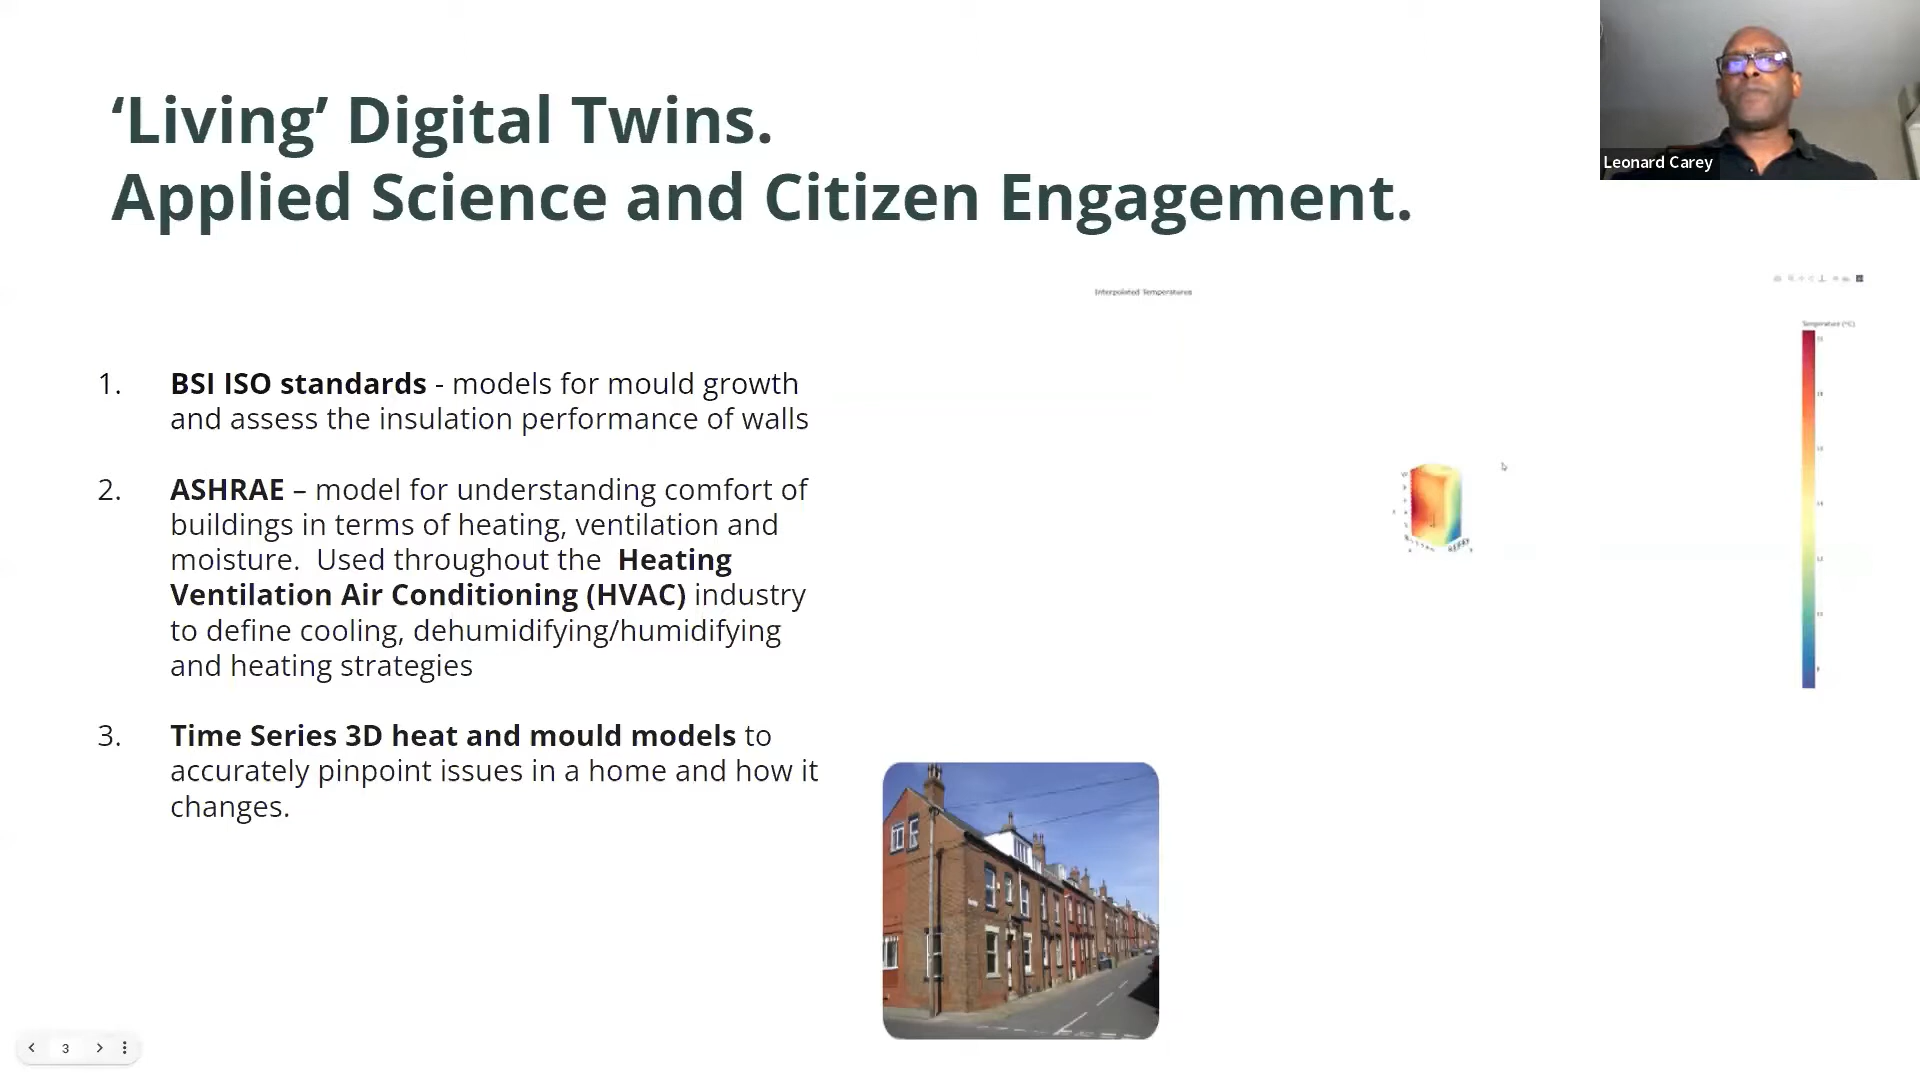 ‘Living’ Digital Twins.
Applied Science and Citizen Engagement.
Leonard Carey
Interpolated Temperatures
Temperature (°C)
1. BSI ISO standards - models for mould growth
and assess the insulation performance of walls
2. ASHRAE – model for understanding comfort of
buildings in terms of heating, ventilation and
moisture. Used throughout the Heating
Ventilation Air Conditioning (HVAC) industry
to define cooling, dehumidifying/humidifying
and heating strategies
3. Time Series 3D heat and mould models to
accurately pinpoint issues in a home and how it
changes.
3